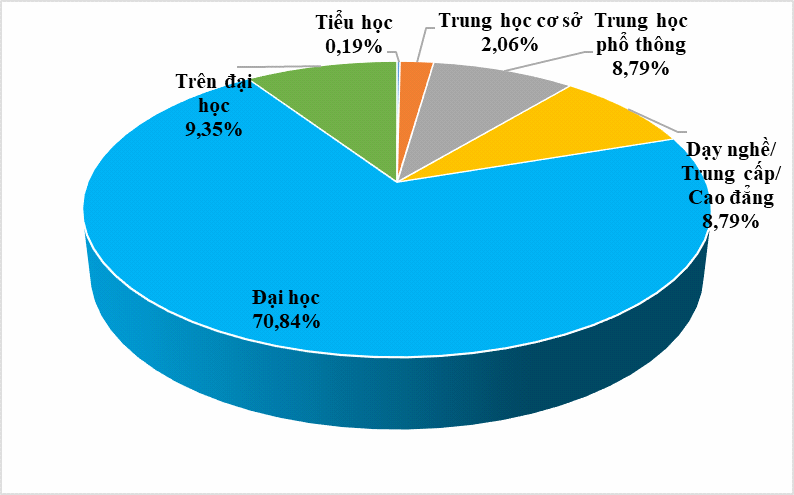 Tiểu học
0,19%
Trung học cơ sở
2,06%
Trung học
phổ thông
8,79%
Dạy nghề/
Trung cấp/
Cao đẳng
8,79%
Đại học
70,84%
Trên đại
học
9,35%